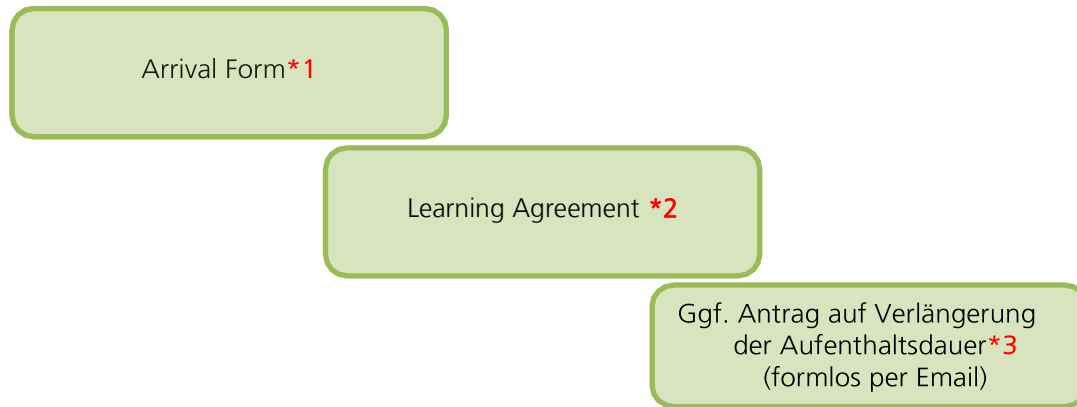 Arrival Form*1
Learning Agreement *2
Ggf. Antrag auf Verlängerung
der Aufenthaltsdauer*3
(formlos per Email)